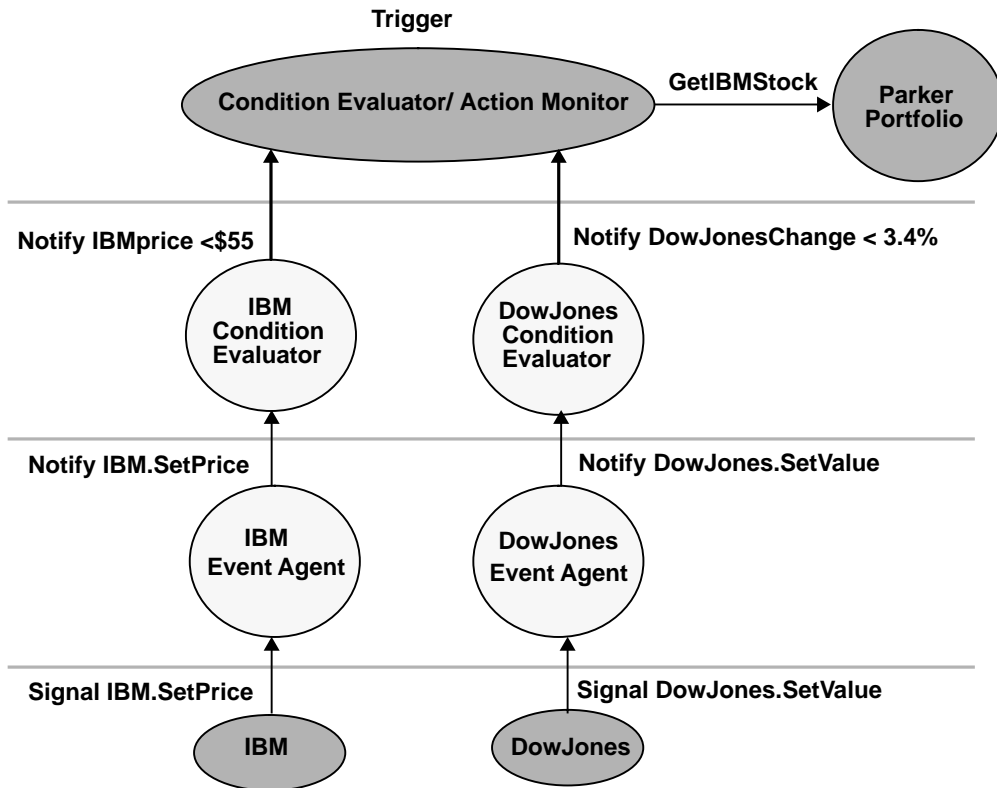 Trigger
Condition Evaluator/ Action Monitor
GetIBMStock
Parker
Portfolio
Notify IBMprice <$55
Notify DowJonesChange < 3.4%
IBM
Condition
Evaluator
DowJones
Condition
Evaluator
Notify IBM.SetPrice
Notify DowJones.SetValue
IBM
Event Agent
DowJones
Event Agent
Signal IBM.SetPrice
Signal DowJones.SetValue
IBM
DowJones